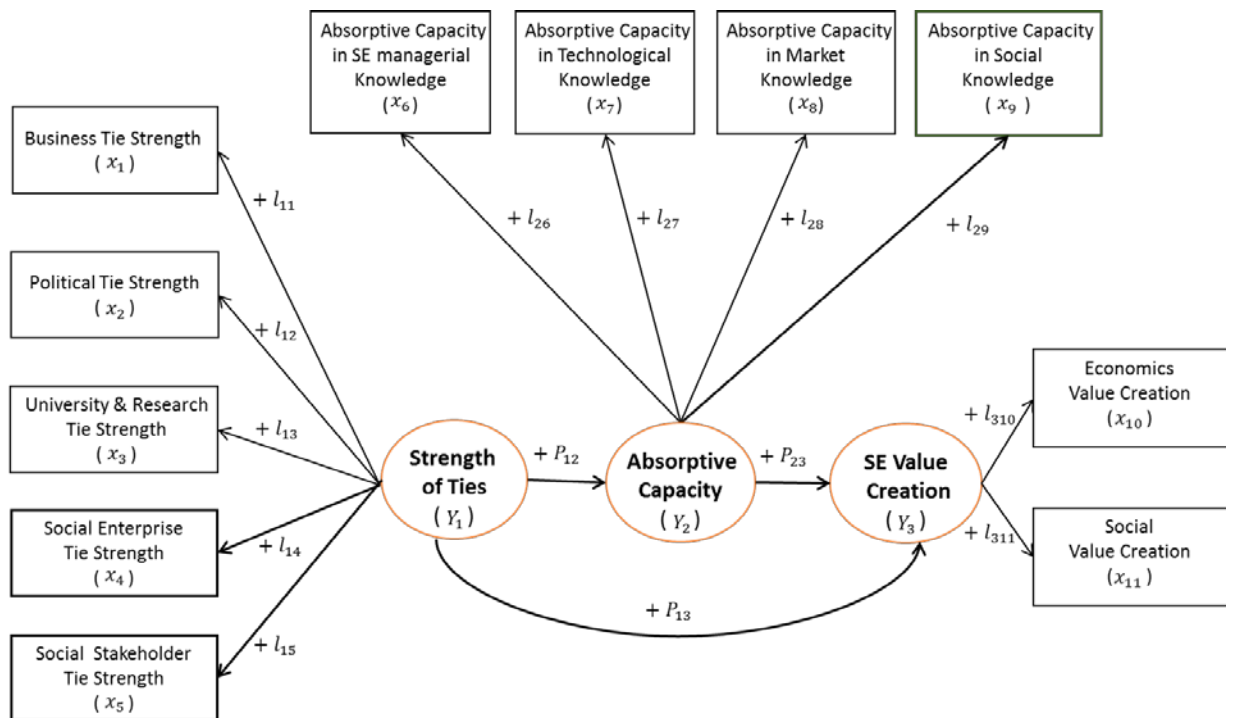 Absorptive Capacity
in SE managerial
Knowledge
( x₆ )
Absorptive Capacity
in Technological
Knowledge
( x₇ )
Absorptive Capacity
in Market
Knowledge
( x₈ )
Absorptive Capacity
in Social
Knowledge
( x₉ )
Business Tie Strength
( x₁ )
Political Tie Strength
( x₂ )
University & Research
Tie Strength
( x₃ )
Social Enterprise
Tie Strength
( x₄ )
Social Stakeholder
Tie Strength
( x₅ )
+ l₁₁
+ l₁₂
+ l₁₃
+ l₁₄
+ l₁₅
+ l₂₆
+ l₂₇
+ l₂₈
+ l₂₉
Strength
of Ties
( Y₁ )
+ P₁₂
Absorptive
Capacity
( Y₂ )
+ P₂₃
SE Value
Creation
( Y₃ )
+ P₁₃
+ l₃₁₀
+ l₃₁₁
Economics
Value Creation
(x₁₀ )
Social
Value Creation
(x₁₁ )